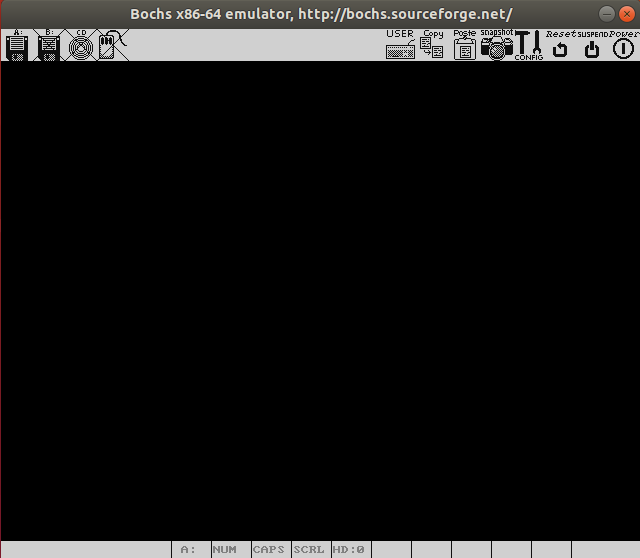 Bochs x86-64 emulator, http://bochs.sourceforge.net/
A: B: CD USER Copy Poste snapshot CONFIG Reset SUSPEND Power
A: NUM CAPS SCRL HD:0